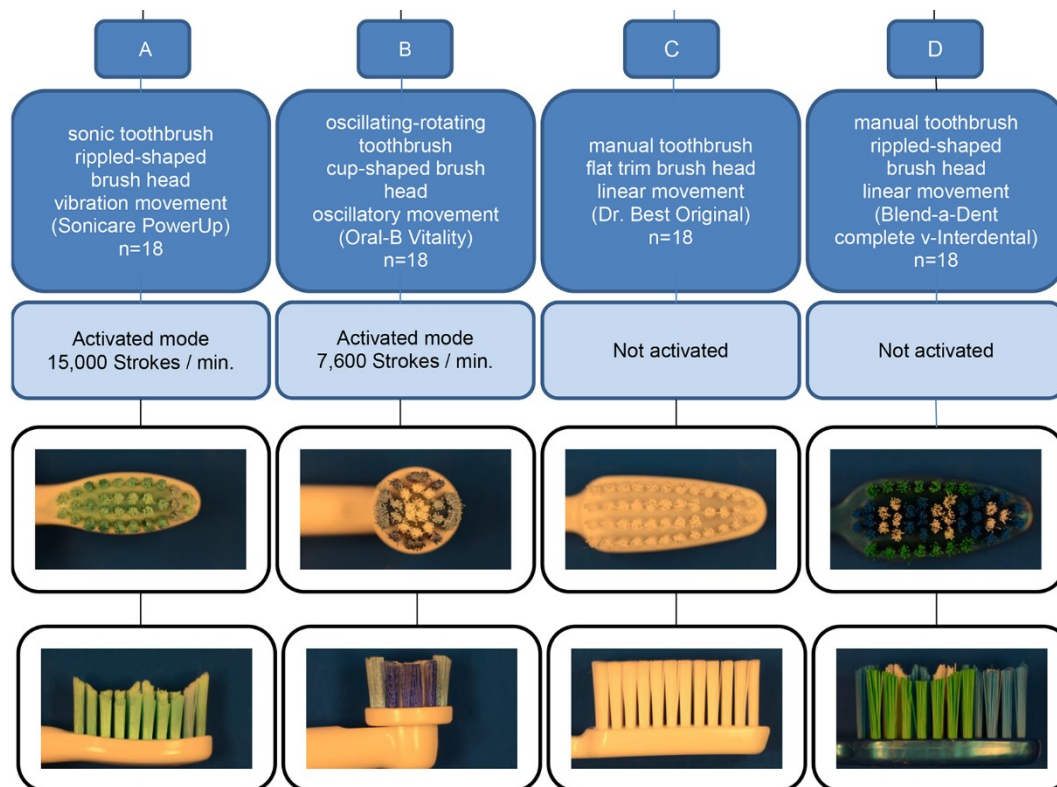 A
B
C
D
sonic toothbrush
rippled-shaped
brush head
vibration movement
(Sonicare PowerUp)
n=18
oscillating-rotating
toothbrush
cup-shaped brush
head
oscillatory movement
(Oral-B Vitality)
n=18
manual toothbrush
flat trim brush head
linear movement
(Dr. Best Original)
n=18
manual toothbrush
rippled-shaped
brush head
linear movement
(Blend-a-Dent
complete v-Interdental)
n=18
Activated mode
15,000 Strokes / min.
Activated mode
7,600 Strokes / min.
Not activated
Not activated